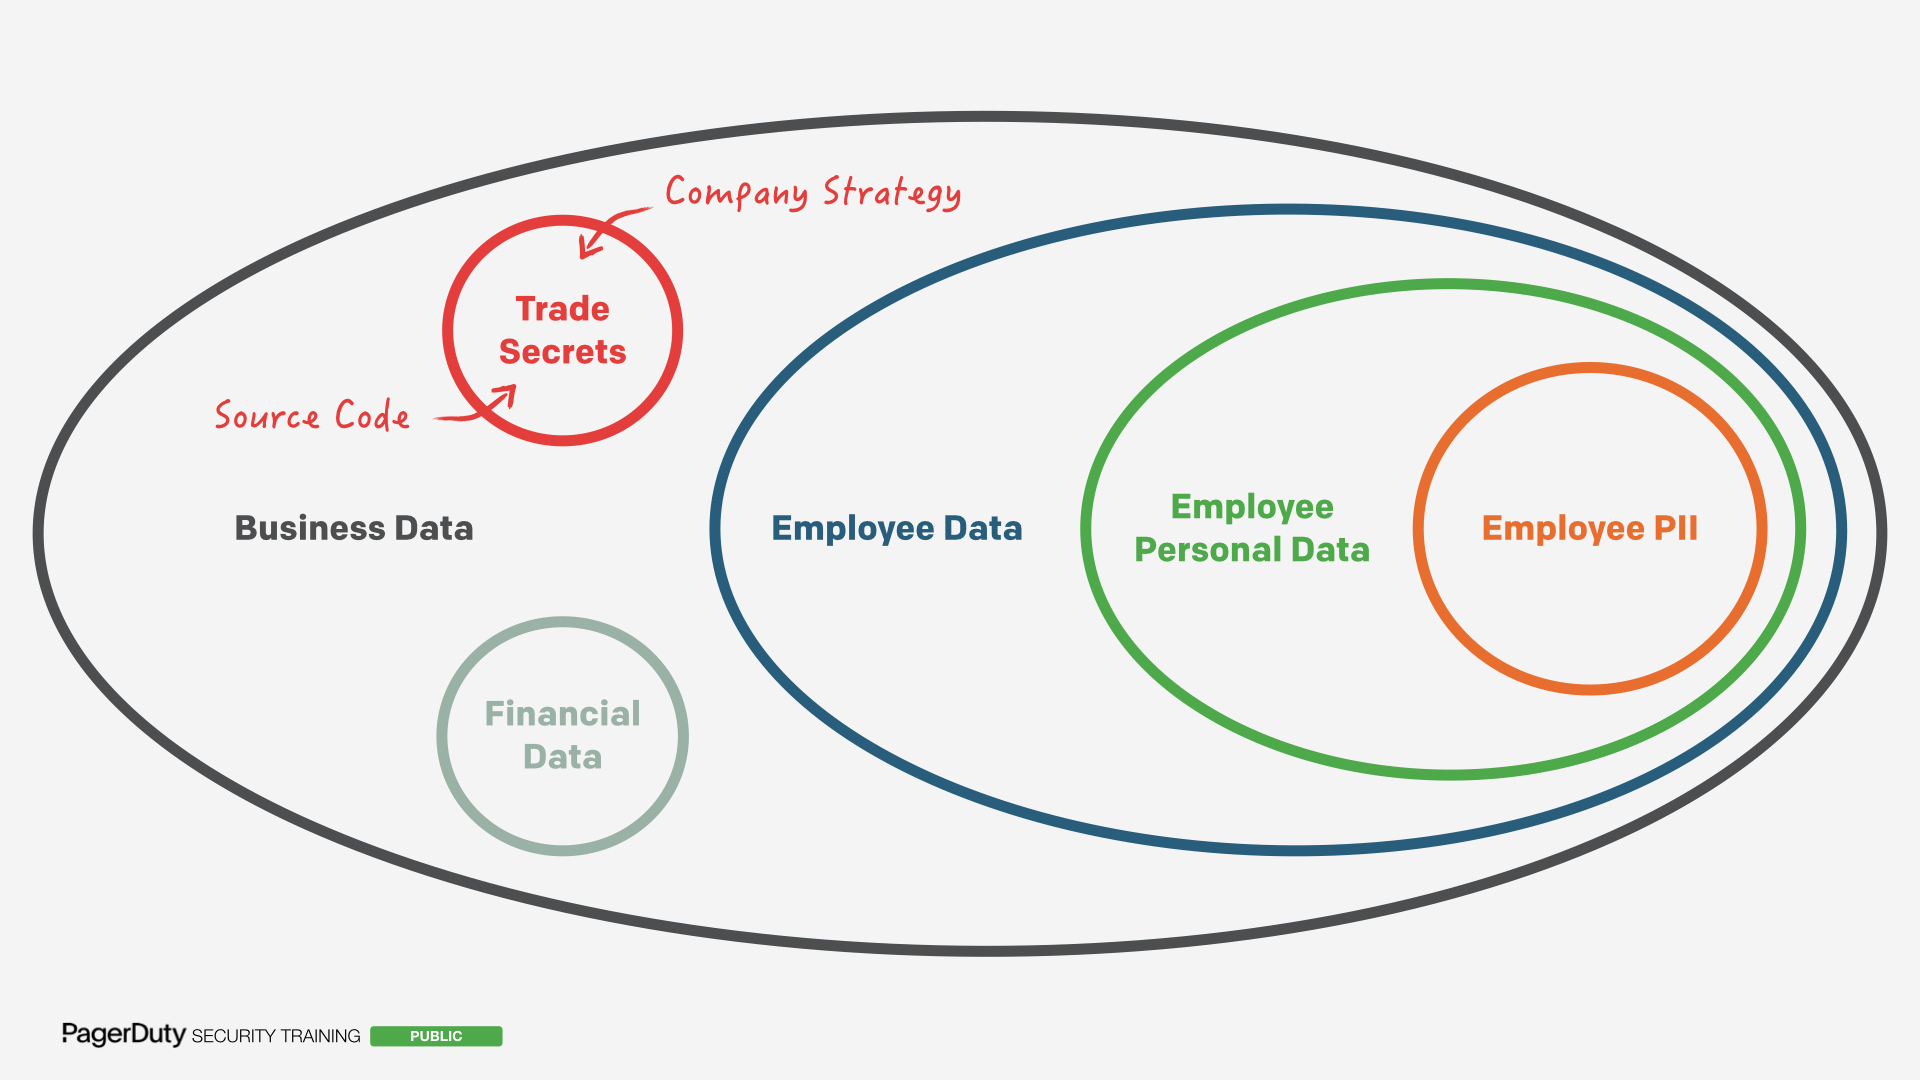 Company Strategy
Trade
Secrets
Source Code
Business Data
Employee Data
Employee
Personal Data
Employee PII
Financial
Data
PagerDuty SECURITY TRAINING PUBLIC